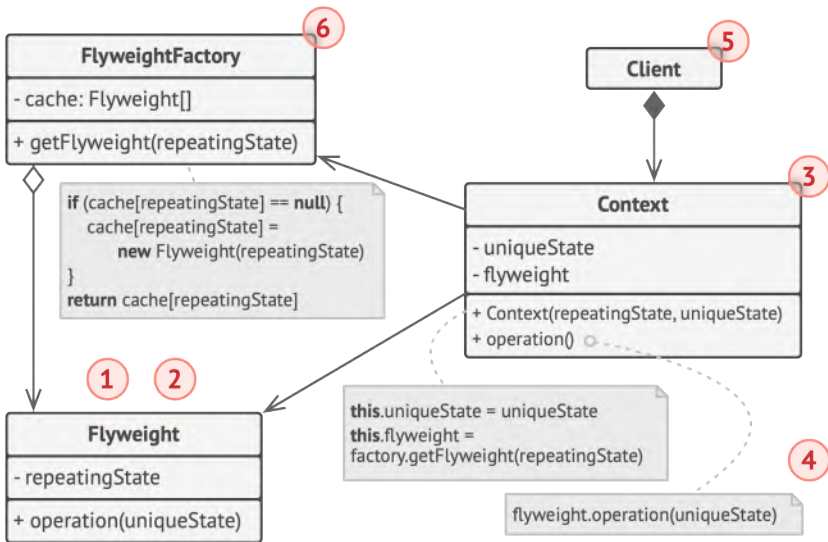 6
FlyweightFactory
- cache: Flyweight[]
+ getFlyweight(repeatingState)
if (cache[repeatingState] == null) {
cache[repeatingState] =
new Flyweight(repeatingState)
}
return cache[repeatingState]
5
Client
3
Context
- uniqueState
- flyweight
+ Context(repeatingState, uniqueState)
+ operation()
1
2
Flyweight
- repeatingState
+ operation(uniqueState)
this.uniqueState = uniqueState
this.flyweight =
factory.getFlyweight(repeatingState)
4
flyweight.operation(uniqueState)